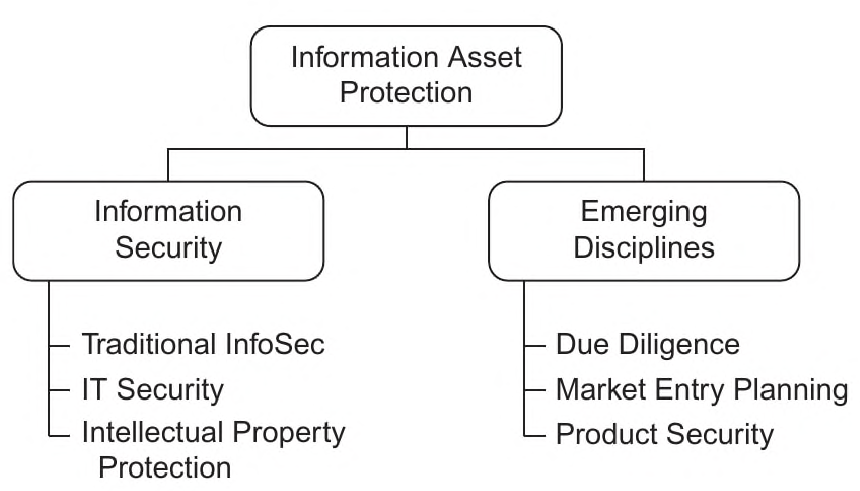 Information Asset
Protection
Information
Security
Emerging
Disciplines
Traditional InfoSec
IT Security
Intellectual Property
Protection
Due Diligence
Market Entry Planning
Product Security